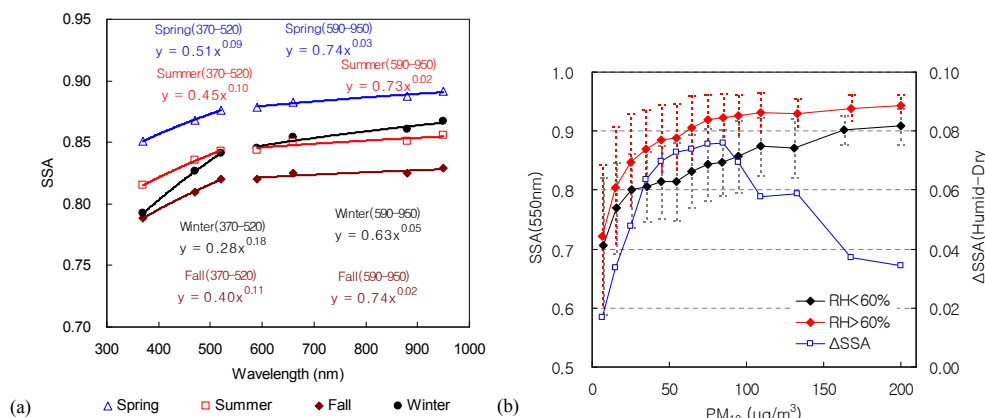 0.95
0.90
0.85
0.80
0.75
0.70
SSA
Spring(370-520)
y = 0.51x^0.09
Spring(590-950)
y = 0.74x^0.03
Summer(370-520)
y = 0.45x^0.10
Summer(590-950)
y = 0.73x^0.02
Winter(370-520)
y = 0.28x^0.18
Winter(590-950)
y = 0.63x^0.05
Fall(370-520)
y = 0.40x^0.11
Fall(590-950)
y = 0.74x^0.02
300 400 500 600 700 800 900 1000
Wavelength (nm)
(a)
Spring Summer Fall Winter
1.0
0.9
0.8
0.7
0.6
0.5
SSA(550nm)
0.10
0.08
0.06
0.04
0.02
0.00
ΔSSA(Humid-Dry)
RH<60%
RH>60%
ΔSSA
0 50 100 150 200
(b)
PM10 (ug/m³)